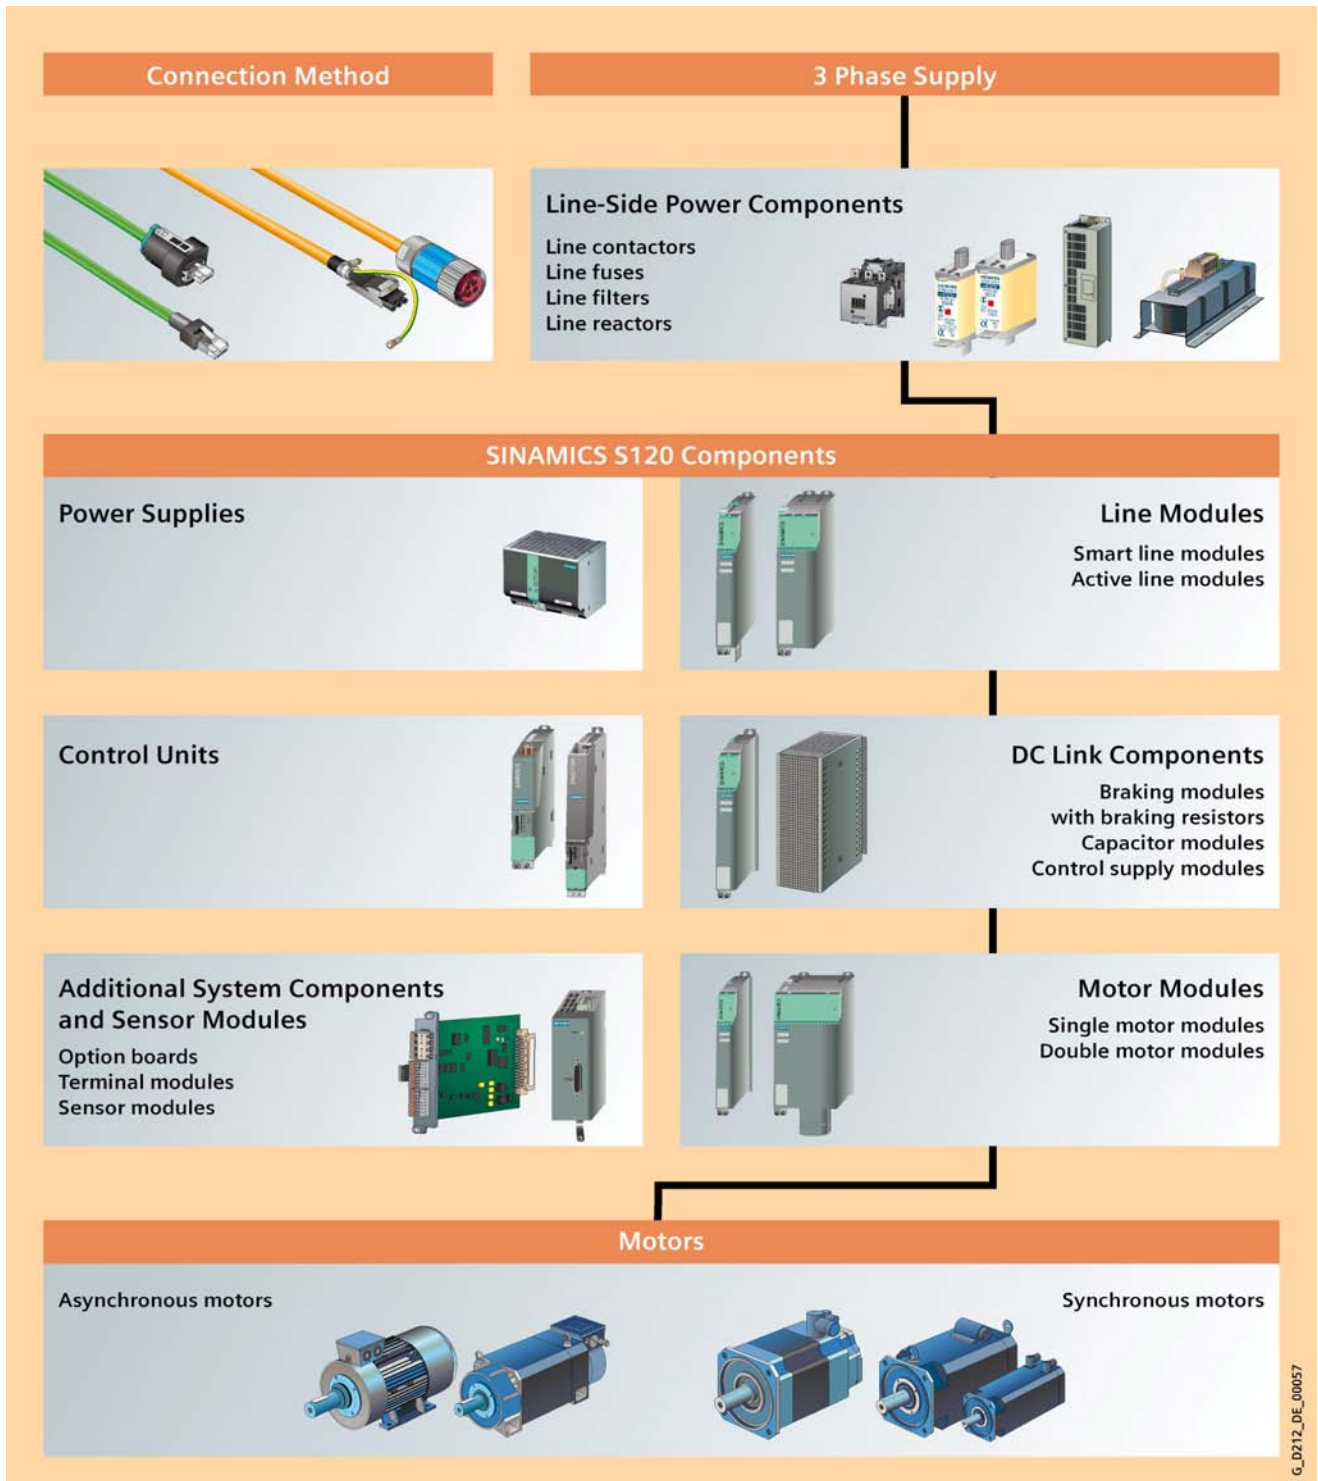 Connection Method
3 Phase Supply
Line-Side Power Components
Line contactors
Line fuses
Line filters
Line reactors
SINAMICS S120 Components
Power Supplies
Line Modules
Smart line modules
Active line modules
Control Units
DC Link Components
Braking modules
with braking resistors
Capacitor modules
Control supply modules
Additional System Components
and Sensor Modules
Option boards
Terminal modules
Sensor modules
Motor Modules
Single motor modules
Double motor modules
Motors
Asynchronous motors
Synchronous motors
G_D212_DE_00057